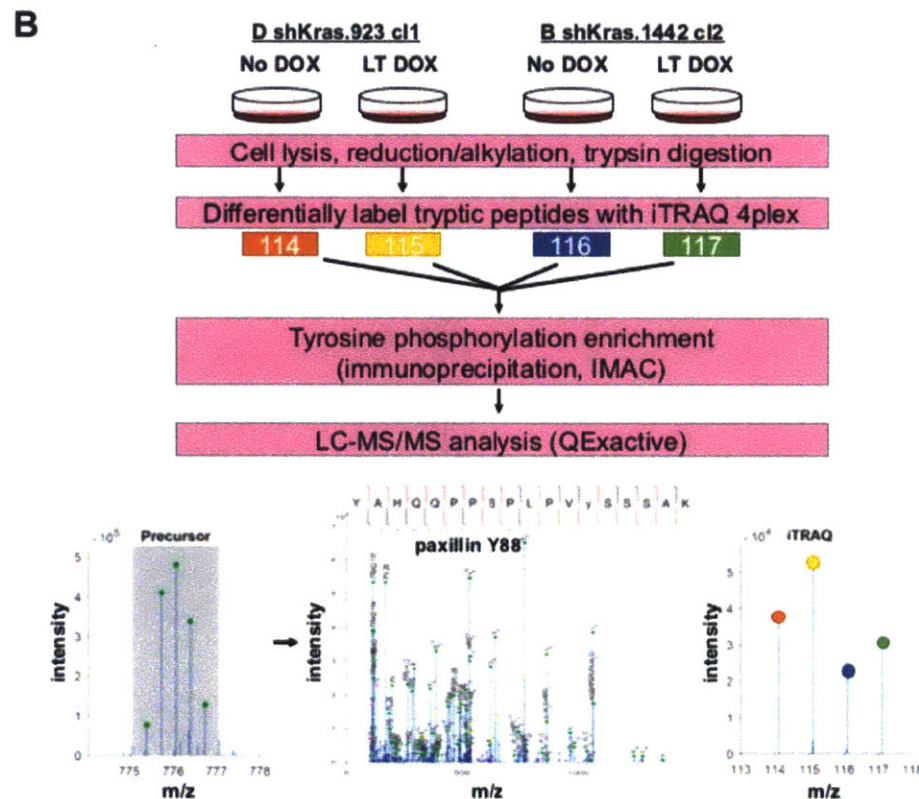 B
D shKras.923 cl1 B shKras.1442 cl2
No DOX LT DOX No DOX LT DOX
Cell lysis, reduction/alkylation, trypsin digestion
Differentially label tryptic peptides with iTRAQ 4plex
114 115 116 117
Tyrosine phosphorylation enrichment
(immunoprecipitation, IMAC)
LC-MS/MS analysis (QExactive)
Y A H Q Q P P S P L P V y S S S A K
Precursor
paxillin Y88
iTRAQ
intensity
5
4
3
2
1
0
775 776 777 778
m/z
intensity
m/z
intensity
5
4
3
2
1
0
113 114 115 116 117 118
m/z